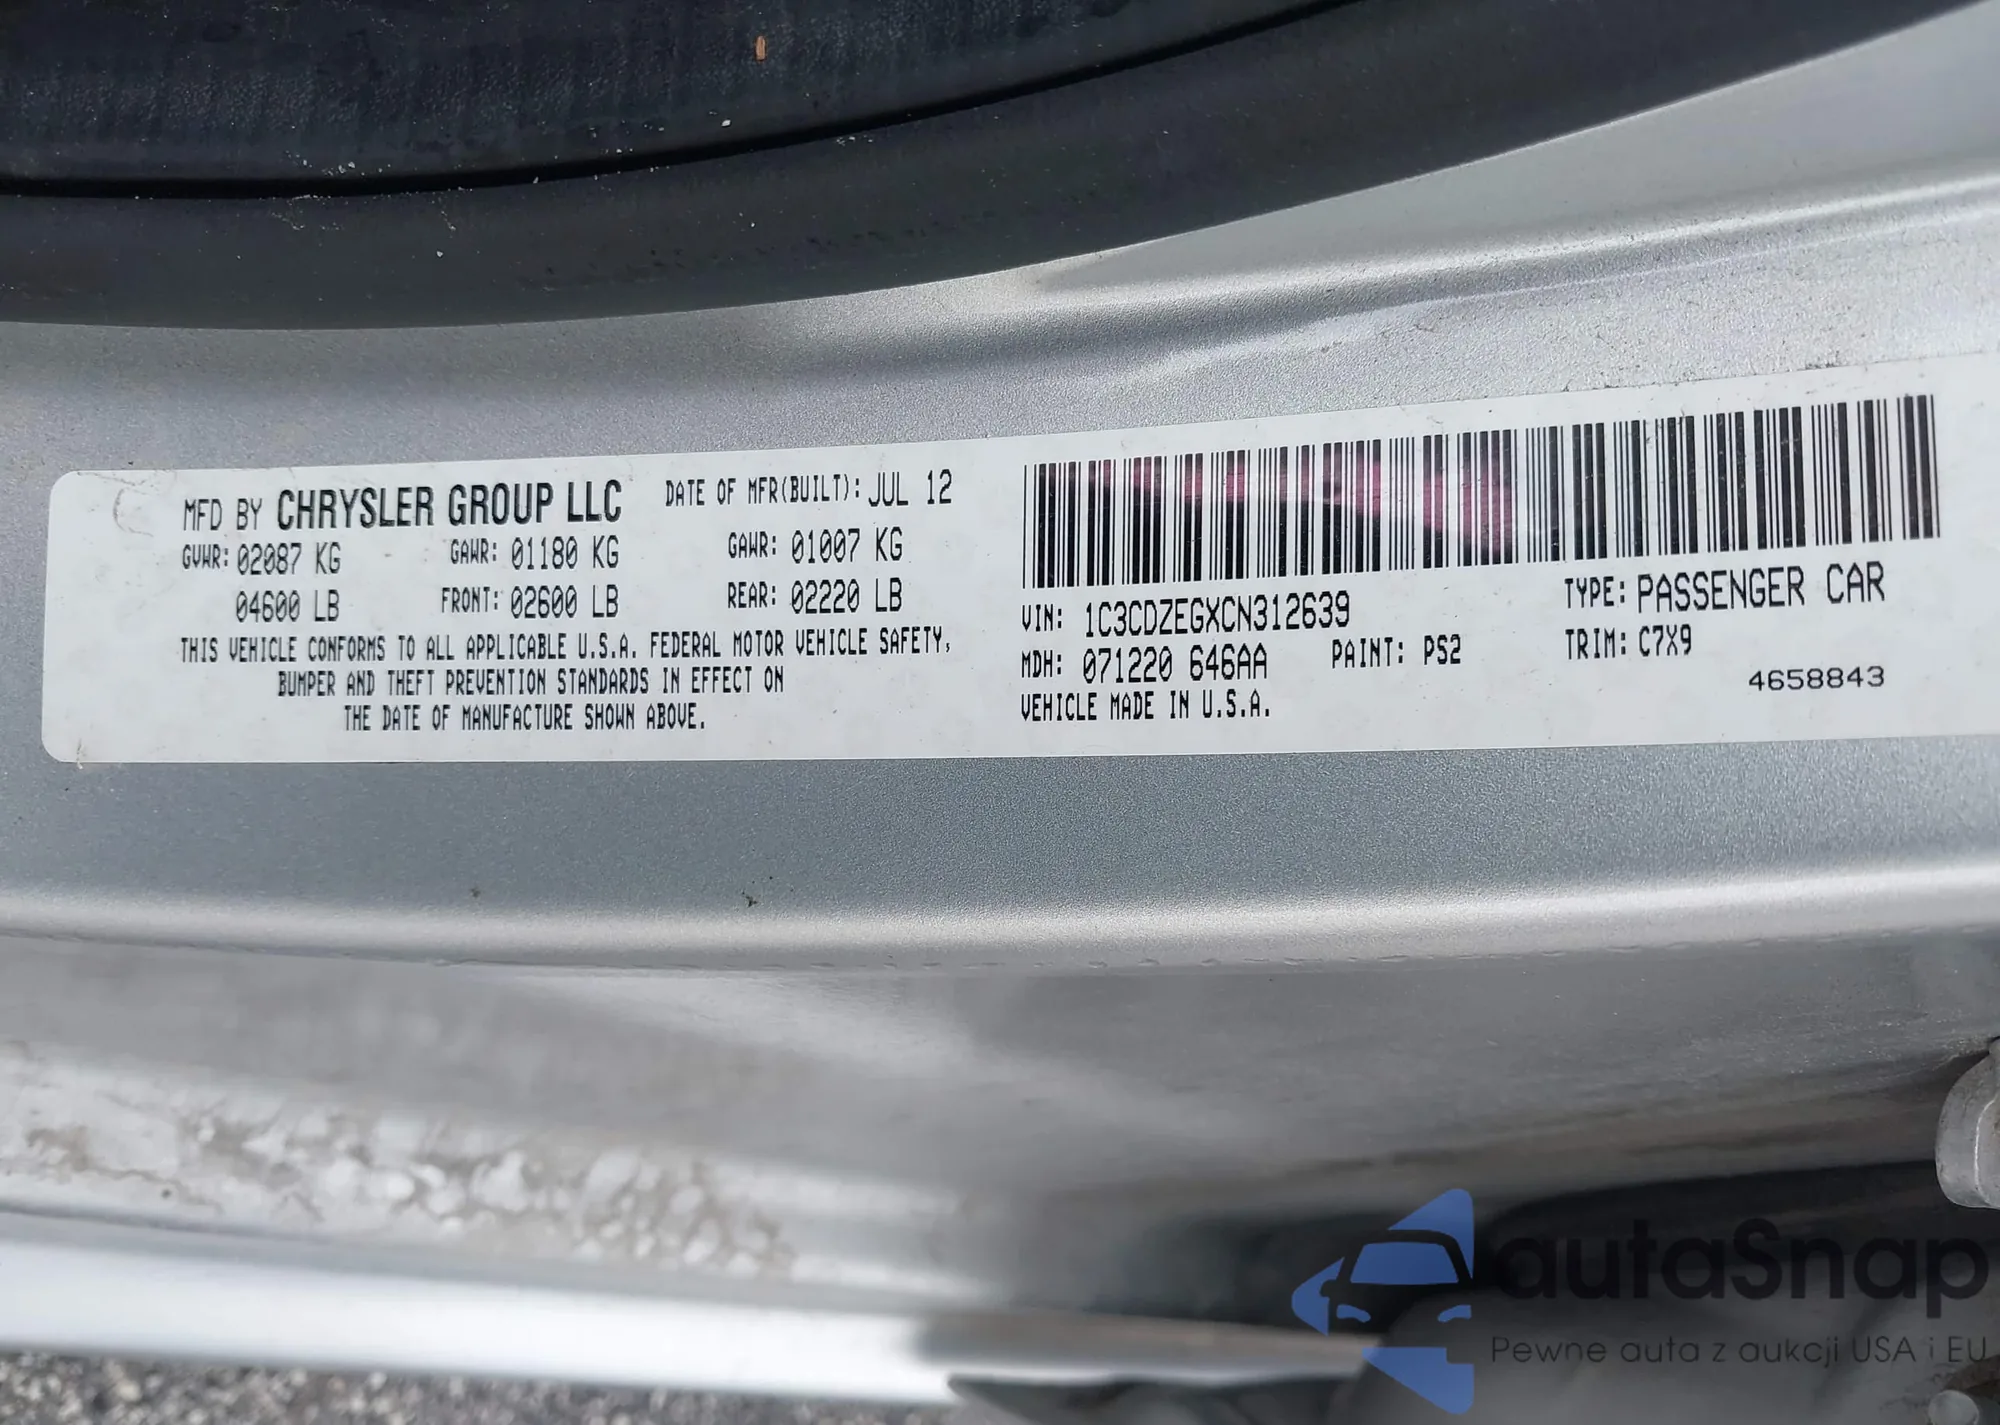 MFD BY CHRYSLER GROUP LLC DATE OF MFR(BUILT): JUL 12
GVWR: 02087 KG GAWR: 01180 KG GAWR: 01007 KG
04600 LB FRONT: 02600 LB REAR: 02220 LB
THIS VEHICLE CONFORMS TO ALL APPLICABLE U.S.A. FEDERAL MOTOR VEHICLE SAFETY,
BUMPER AND THEFT PREVENTION STANDARDS IN EFFECT ON
THE DATE OF MANUFACTURE SHOWN ABOVE.
VIN: 1C3CDZEGXCN312639 TYPE: PASSENGER CAR
MDH: 071220 646AA PAINT: PS2 TRIM: C7X9
VEHICLE MADE IN U.S.A. 4658843
autaSnap
Pewne auta z aukcji USA i EU